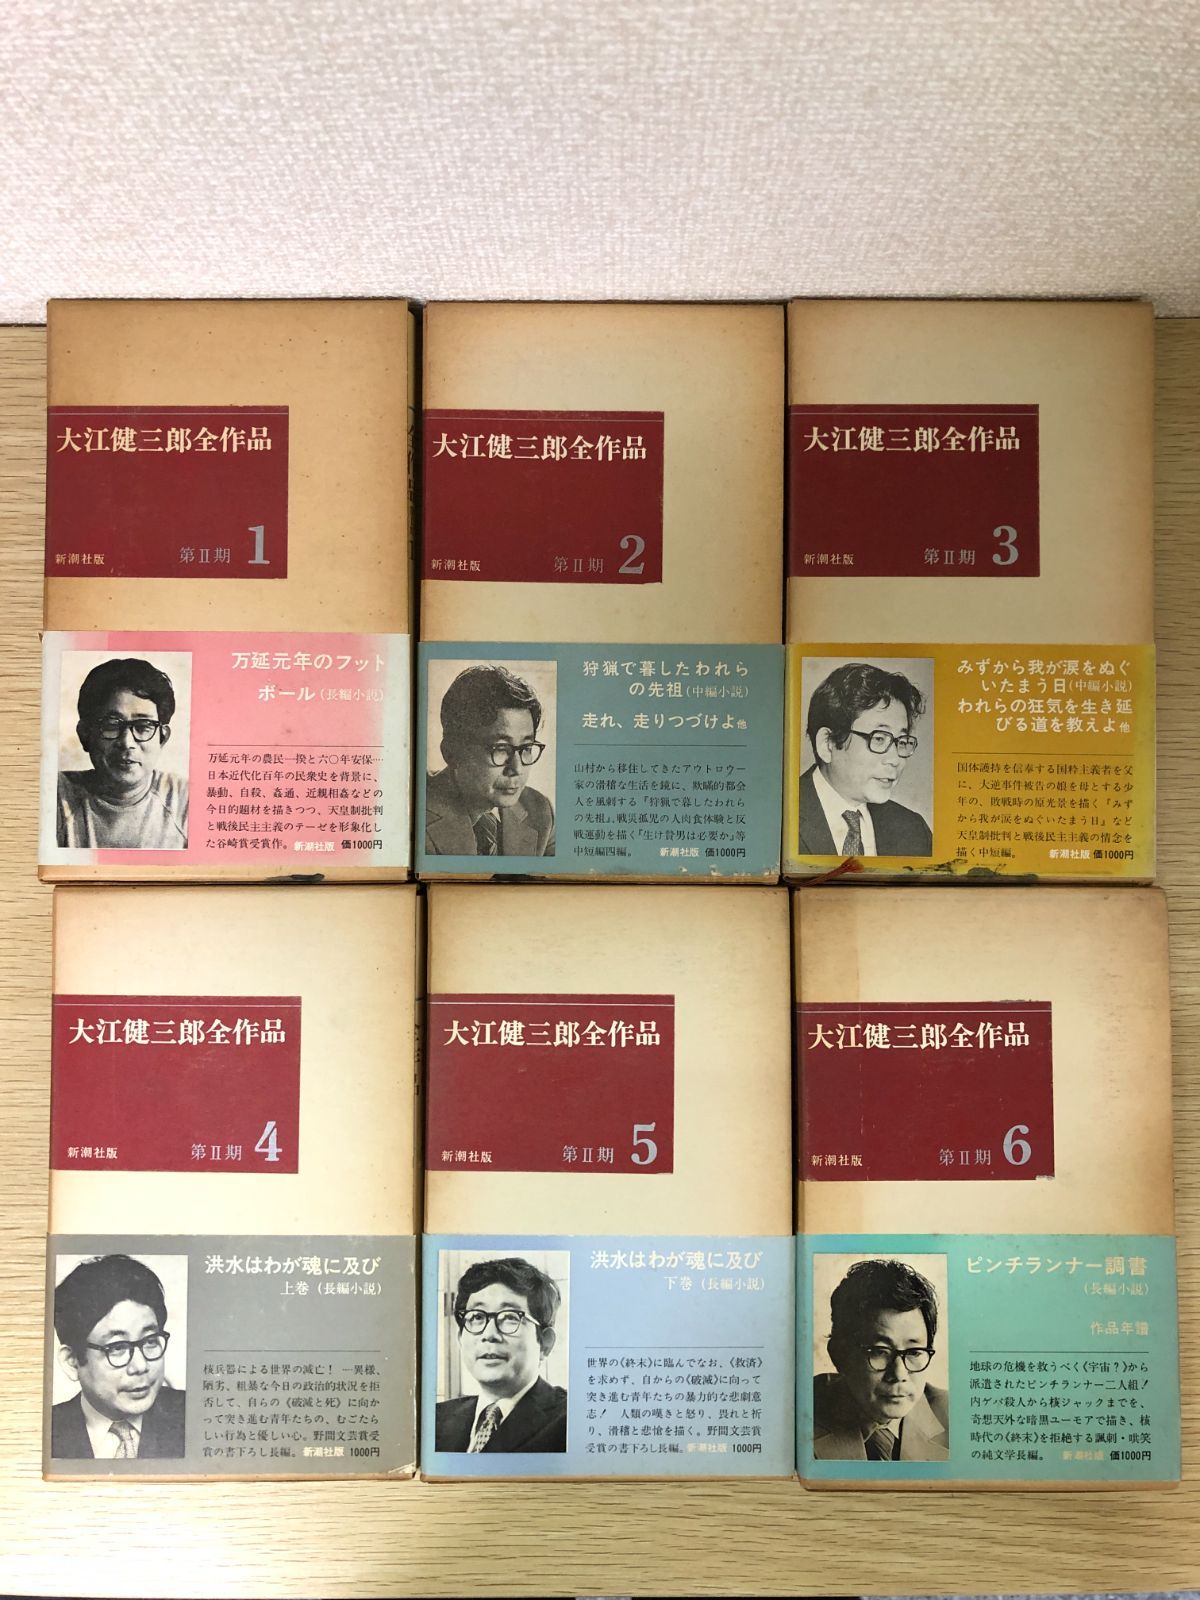 大江健三郎全作品
新潮社版 第II期 1
万延元年のフット
ボール(長編小説)
万延元年の農民一揆と六〇年安保…
日本近代化百年の民衆史を背景に、
暴動、自殺、姦通、近親相姦などの
今日的題材を描きつつ、天皇制批判
と戦後民主主義のテーゼを形象化し
た谷崎賞受賞作。 新潮社版 価1000円
大江健三郎全作品
新潮社版 第II期 2
狩猟で暮したわれら
の先祖(中編小説)
走れ、走りつづけよ他
山村から移住してきたアウトロウ一
家の滑稽な生活を鏡に、欺瞞的都会
人を風刺する『狩猟で暮したわれら
の先祖』、戦災孤児の人肉食体験と反
戦運動を描く『生け贄男は必要か』等
中短編四編。 新潮社版 価1000円
大江健三郎全作品
新潮社版 第II期 3
みずから我が涙をぬぐ
いたまう日(中編小説)
われらの狂気を生き延
びる道を教えよ他
国体護持を信奉する国粋主義者を父
に、大逆事件被告の娘を母とする少
年の、敗戦時の原光景を描く『みず
から我が涙をぬぐいたまう日』など
天皇制批判と戦後民主主義の情念を
描く中短編。 新潮社版 価1000円
大江健三郎全作品
新潮社版 第II期 4
洪水はわが魂に及び
上巻(長編小説)
核兵器による世界の滅亡! …異様、
陋劣、粗暴な今日の政治的状況を拒
否して、自らの《破滅と死》に向か
って突き進む青年たちの、むごたら
しい行為と優しい心。野間文芸賞受
賞の書下ろし長編。 新潮社版 1000円
大江健三郎全作品
新潮社版 第II期 5
洪水はわが魂に及び
下巻(長編小説)
世界の《終末》に臨んでなお、《救済》
を求めず、自からの《破滅》に向って
突き進む青年たちの暴力的な悲劇意
志! 人類の嘆きと怒り、畏れと祈
り、滑稽と悲愴を描く。野間文芸賞
受賞の書下ろし長編。新潮社版 1000円
大江健三郎全作品
新潮社版 第II期 6
ピンチランナー調書
(長編小説)
作品年譜
地球の危機を救うべく《宇宙?》から
派遣されたピンチランナー二人組!
内ゲバ殺人から核ジャックまでを、
奇想天外な暗黒ユーモアで描き、核
時代の《終末》を拒絶する諷刺・哄笑
の純文学長編。 新潮社版 価1000円